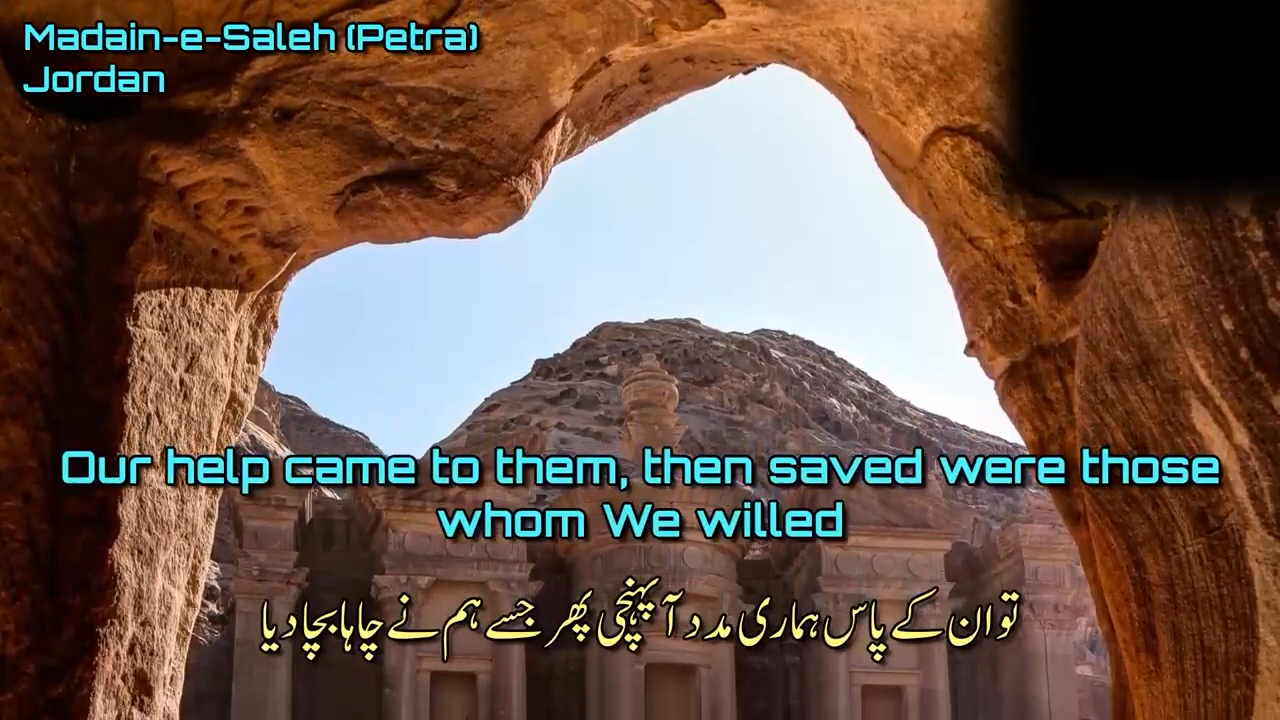 Madain-e-Saleh (Petra)
Jordan
Our help came to them, then saved were those
whom We willed
تو ان کے پاس ہماری مدد آ پہنچی پھر جسے ہم نے چاہا بچا دیا